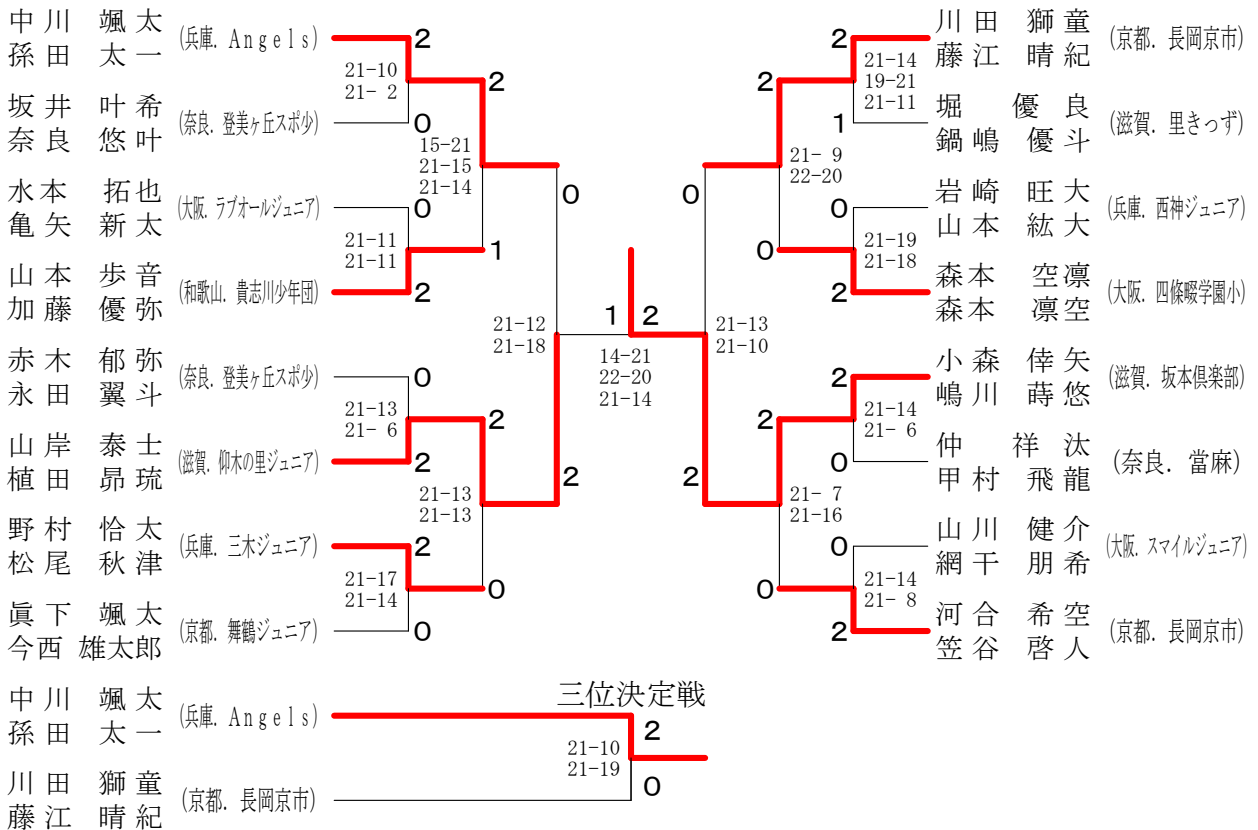 中川 颯太
孫田 太一
(兵庫. Angels)
2
21-10
21- 2
坂井 叶希
奈良 悠叶
(奈良. 登美ヶ丘スポ少)
0
2
15-21
21-15
21-14
水本 拓也
亀矢 新太
(大阪. ラブオールジュニア)
0
21-11
21-11
1
山本 歩音
加藤 優弥
(和歌山. 貴志川少年団)
2
0
21-12
21-18
赤木 郁弥
永田 翼斗
(奈良. 登美ヶ丘スポ少)
0
21-13
21- 6
2
山岸 泰士
植田 昴琉
(滋賀. 仰木の里ジュニア)
2
21-13
21-13
2
野村 恰太
松尾 秋津
(兵庫. 三木ジュニア)
2
21-17
21-14
0
眞下 颯太
今西 雄太郎
(京都. 舞鶴ジュニア)
0
1 2
14-21
22-20
21-14
川田 獅童
藤江 晴紀
(京都. 長岡京市)
2
21-14
19-21
21-11
2
堀 優良
鍋嶋 優斗
(滋賀. 里きっず)
1
21- 9
22-20
0
岩崎 旺大
山本 紘大
(兵庫. 西神ジュニア)
0
21-19
21-18
0
森本 空凛
森本 凛空
(大阪. 四條畷学園小)
2
21-13
21-10
小森 倖矢
嶋川 蒔悠
(滋賀. 坂本倶楽部)
2
21-14
21- 6
2
仲 祥汰
甲村 飛龍
(奈良. 當麻)
0
2
21- 7
21-16
山川 健介
網干 朋希
(大阪. スマイルジュニア)
0
21-14
21- 8
0
河合 希空
笠谷 啓人
(京都. 長岡京市)
2
三位決定戦
中川 颯太
孫田 太一
(兵庫. Angels)
2
21-10
21-19
川田 獅童
藤江 晴紀
(京都. 長岡京市)
0